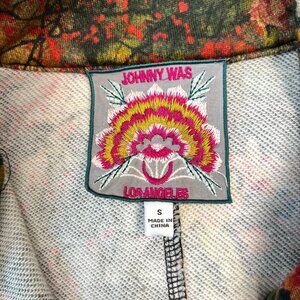 JOHNNY WAS
LOS ANGELES
S
MADE IN
CHINA